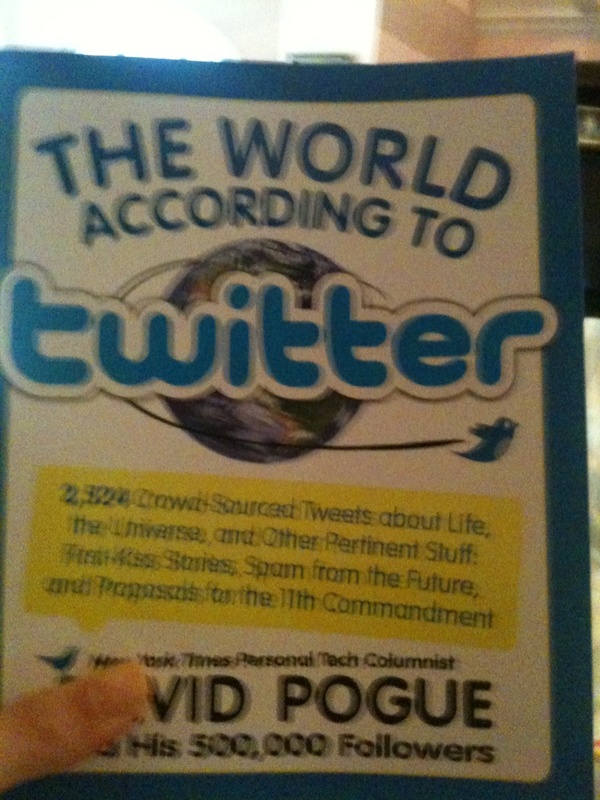 THE WORLD
ACCORDING TO
twitter
2,524 Crowd-Sourced Tweets about Life,
the Universe, and Other Pertinent Stuff:
First-Kiss Stories, Spam from the Future,
and Proposals for the 11th Commandment
New York Times Personal Tech Columnist
VID POGUE
His 500,000 Followers